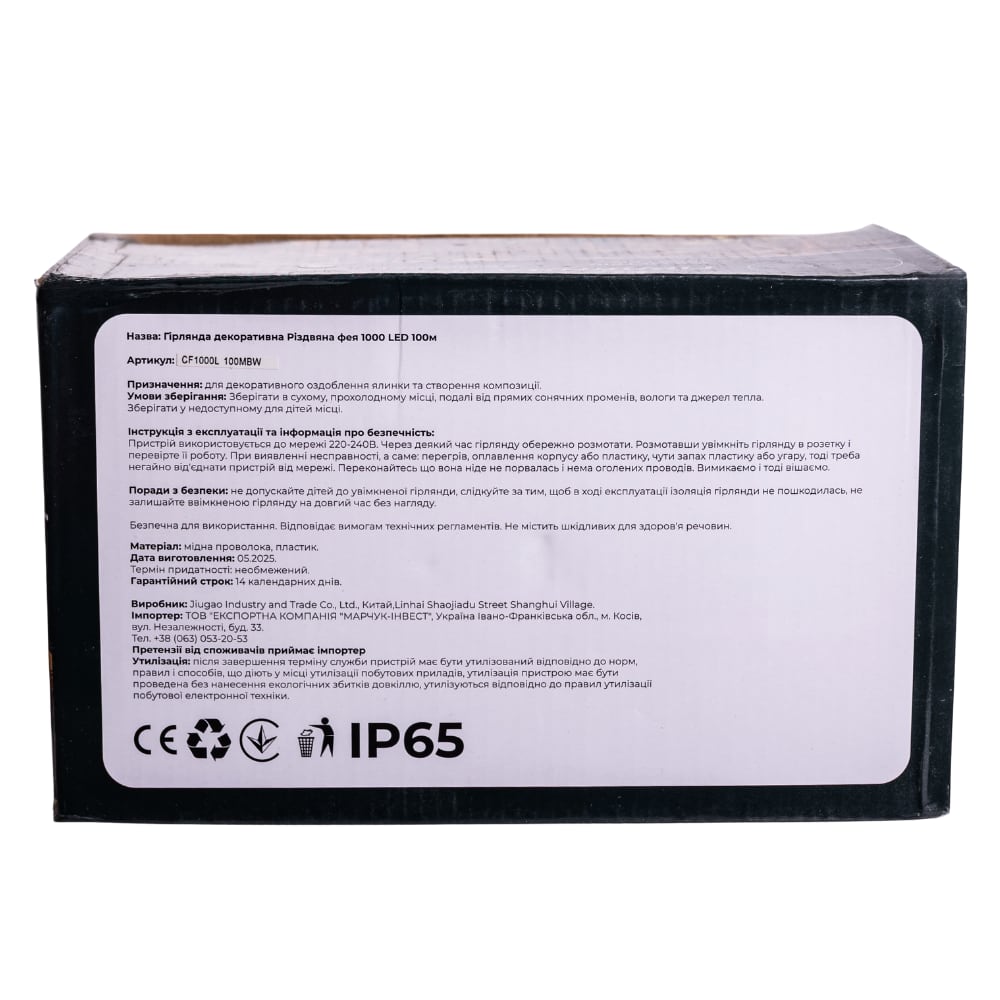 Назва: Гірлянда декоративна Різдвяна фея 1000 LED 100м
Артикул: CF1000L 100MBW
Призначення: для декоративного оздоблення ялинки та створення композиції.
Умови зберігання: Зберігати в сухому, прохолодному місці, подалі від прямих сонячних променів, вологи та джерел тепла.
Зберігати у недоступному для дітей місці.
Інструкція з експлуатації та інформація про безпечність:
Пристрій використовується до мережі 220-240В. Через деякий час гірлянду обережно розмотати. Розмотавши увімкніть гірлянду в розетку і
перевірте її роботу. При виявленні несправності, а саме: перегрів, оплавлення корпусу або пластику, чути запах пластику або угару, тоді треба
негайно від'єднати пристрій від мережі. Переконайтесь що вона ніде не порвалась і нема оголених проводів. Вимикаємо і тоді вішаємо.
Поради з безпеки: не допускайте дітей до увімкненої гірлянди, слідкуйте за тим, щоб в ході експлуатації ізоляція гірлянди не пошкодилась, не
залишайте ввімкненою гірлянду на довгий час без нагляду.
Безпечна для використання. Відповідає вимогам технічних регламентів. Не містить шкідливих для здоров'я речовин.
Матеріал: мідна проволока, пластик.
Дата виготовлення: 05.2025.
Термін придатності: необмежений.
Гарантійний строк: 14 календарних днів.
Виробник: Jiugao Industry and Trade Co., Ltd., Китай,Linhai Shaojiadu Street Shanghui Village.
Імпортер: ТОВ "ЕКСПОРТНА КОМПАНІЯ "МАРЧУК-ІНВЕСТ", Україна Івано-Франківська обл., м. Косів,
вул. Незалежності, буд. 33.
Тел. +38 (063) 053-20-53
Претензії від споживачів приймає імпортер
Утилізація: після завершення терміну служби пристрій має бути утилізований відповідно до норм,
правил і способів, що діють у місці утилізації побутових приладів, утилізація пристрою має бути
проведена без нанесення екологічних збитків довкіллю, утилізуються відповідно до правил утилізації
побутової електронної техніки.
CE IP65